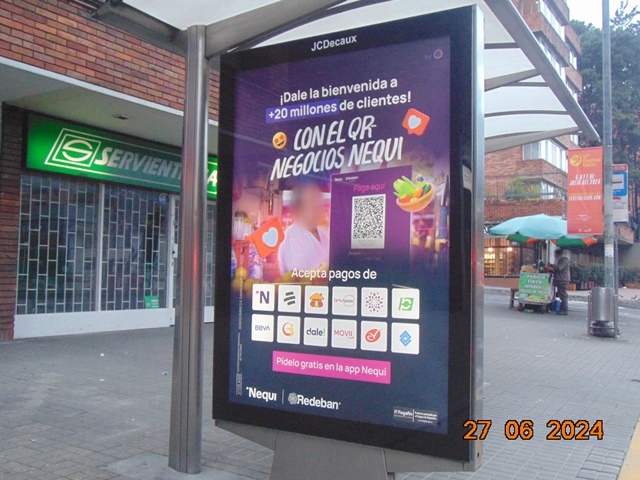 JCDecaux
¡Dale la bienvenida a
+20 millones de clientes!
CON EL QR-
NEGOCIOS NEQUI
Paga aquí
Acepta pagos de
N
BBVA
dale!
MOVII
Pídelo gratis en la app Nequi
Nequi
Redeban
S SERVIENTREGA
27 06 2024